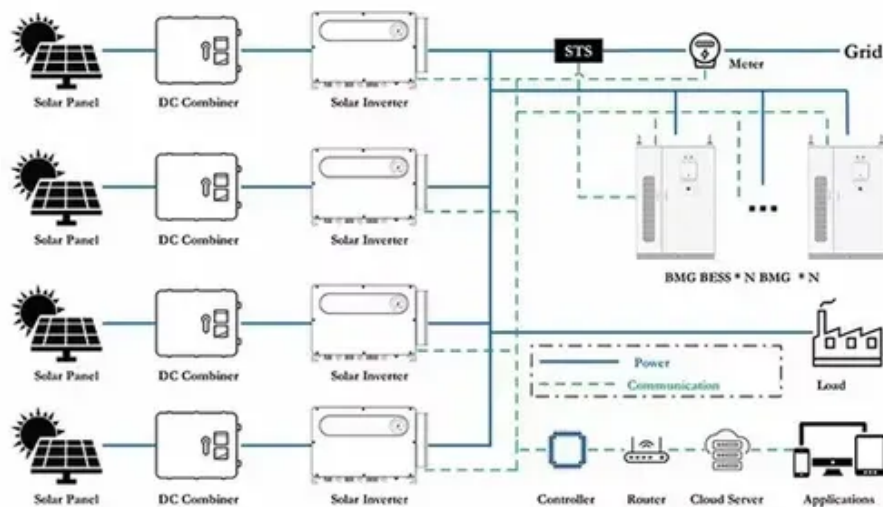 STS
Meter
Grid
Solar Panel
DC Combiner
Solar Inverter
Solar Panel
DC Combiner
Solar Inverter
BMG BESS * N BMG * N
Solar Panel
DC Combiner
Solar Inverter
Power
Communication
Load
Solar Panel
DC Combiner
Solar Inverter
Controller
Router
Cloud Server
Applications